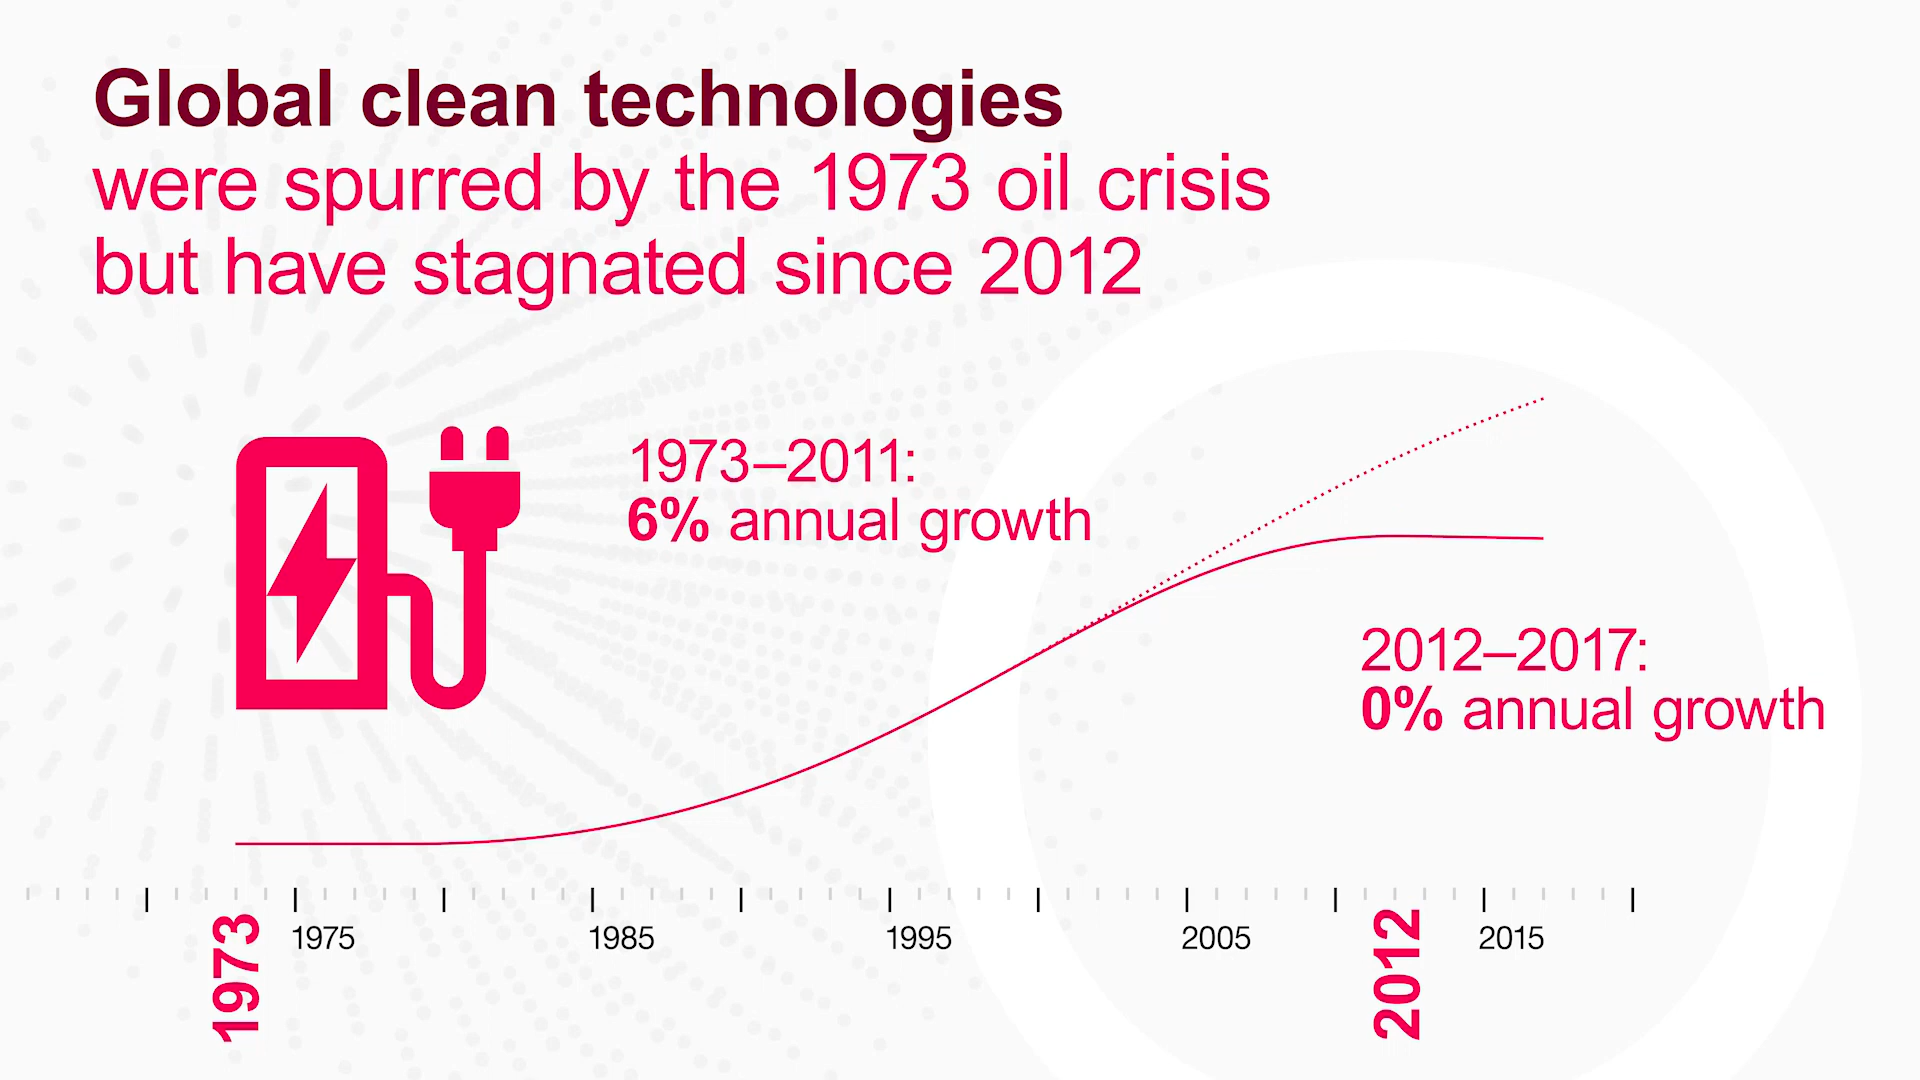 Global clean technologies
were spurred by the 1973 oil crisis
but have stagnated since 2012
1973–2011:
6% annual growth
2012–2017:
0% annual growth
1973
1975
1985
1995
2005
2012
2015